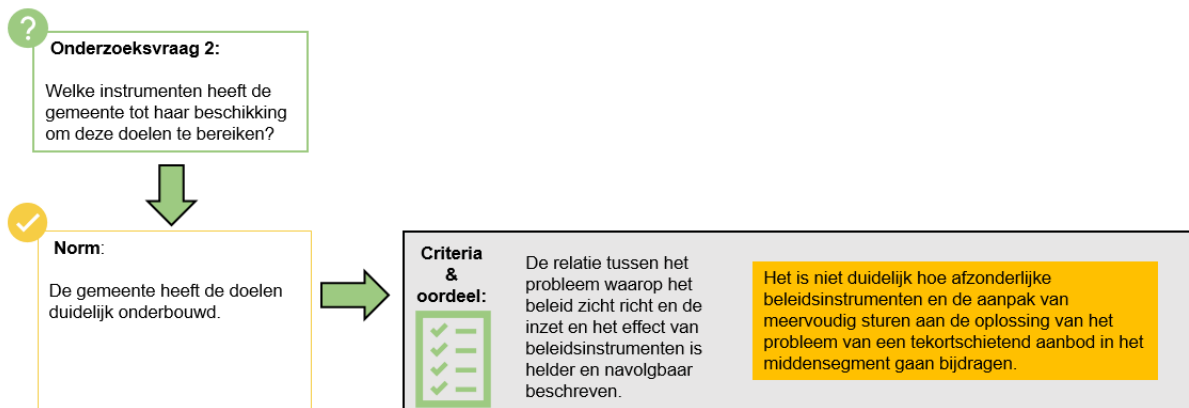 ?
Onderzoeksvraag 2:
Welke instrumenten heeft de
gemeente tot haar beschikking
om deze doelen te bereiken?
Norm:
De gemeente heeft de doelen
duidelijk onderbouwd.
Criteria
&
oordeel:
De relatie tussen het
probleem waarop het
beleid zicht richt en de
inzet en het effect van
beleidsinstrumenten is
helder en navolgbaar
beschreven.
Het is niet duidelijk hoe afzonderlijke
beleidsinstrumenten en de aanpak van
meervoudig sturen aan de oplossing van het
probleem van een tekortschietend aanbod in het
middensegment gaan bijdragen.